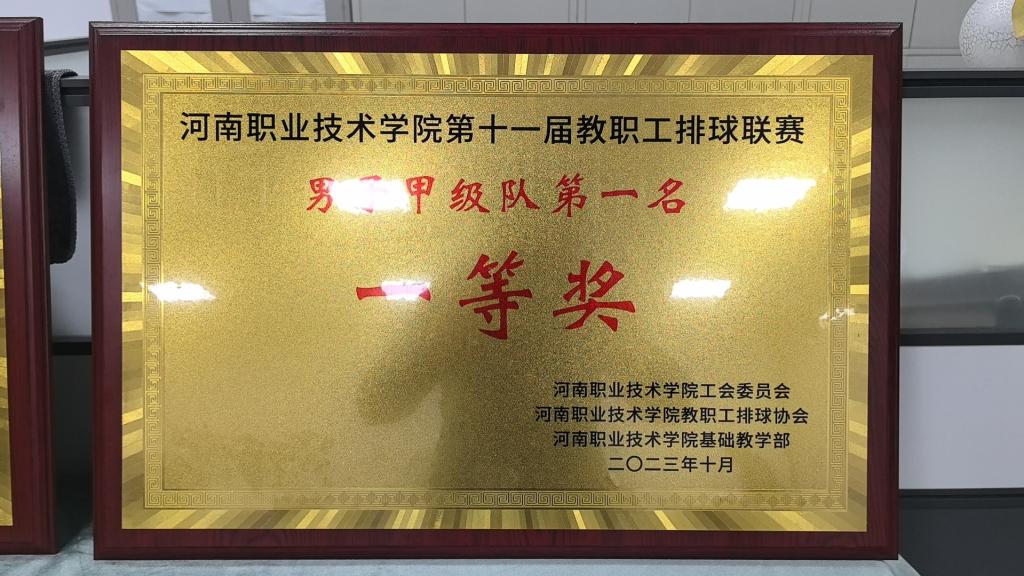 河南职业技术学院第十一届教职工排球联赛
男子甲级队第一名
一等奖
河南职业技术学院工会委员会
河南职业技术学院教职工排球协会
河南职业技术学院基础教学部
二〇二三年十月